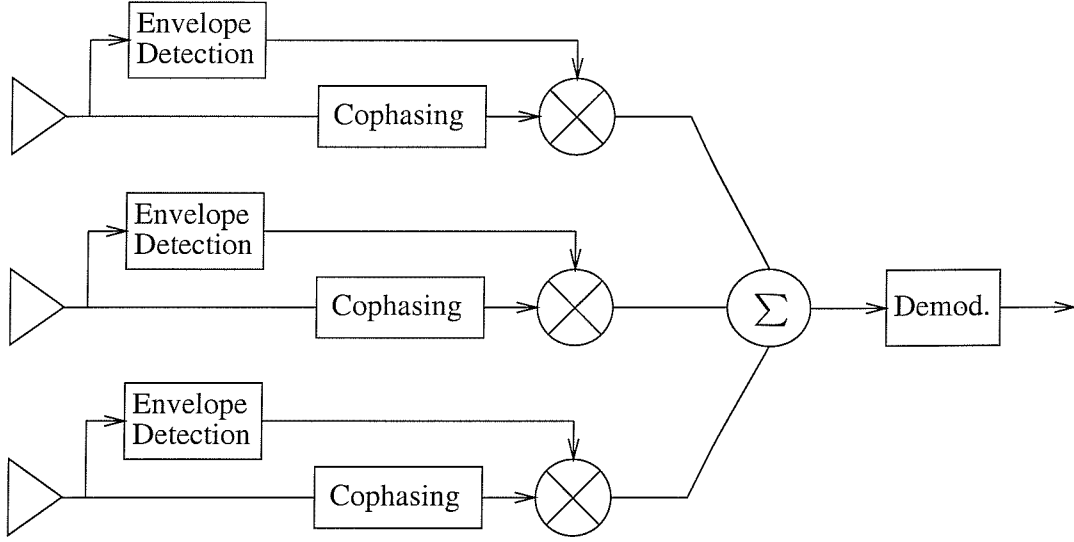 Envelope
Detection
Cophasing
Envelope
Detection
Cophasing
Σ
Demod.
Envelope
Detection
Cophasing